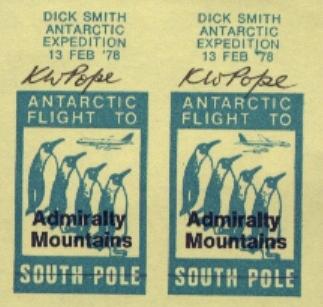 DICK SMITH
ANTARCTIC
EXPEDITION
13 FEB '78
KW Pope
ANTARCTIC
FLIGHT TO
Admiralty
Mountains
SOUTH POLE
DICK SMITH
ANTARCTIC
EXPEDITION
13 FEB '78
KW Pope
ANTARCTIC
FLIGHT TO
Admiralty
Mountains
SOUTH POLE